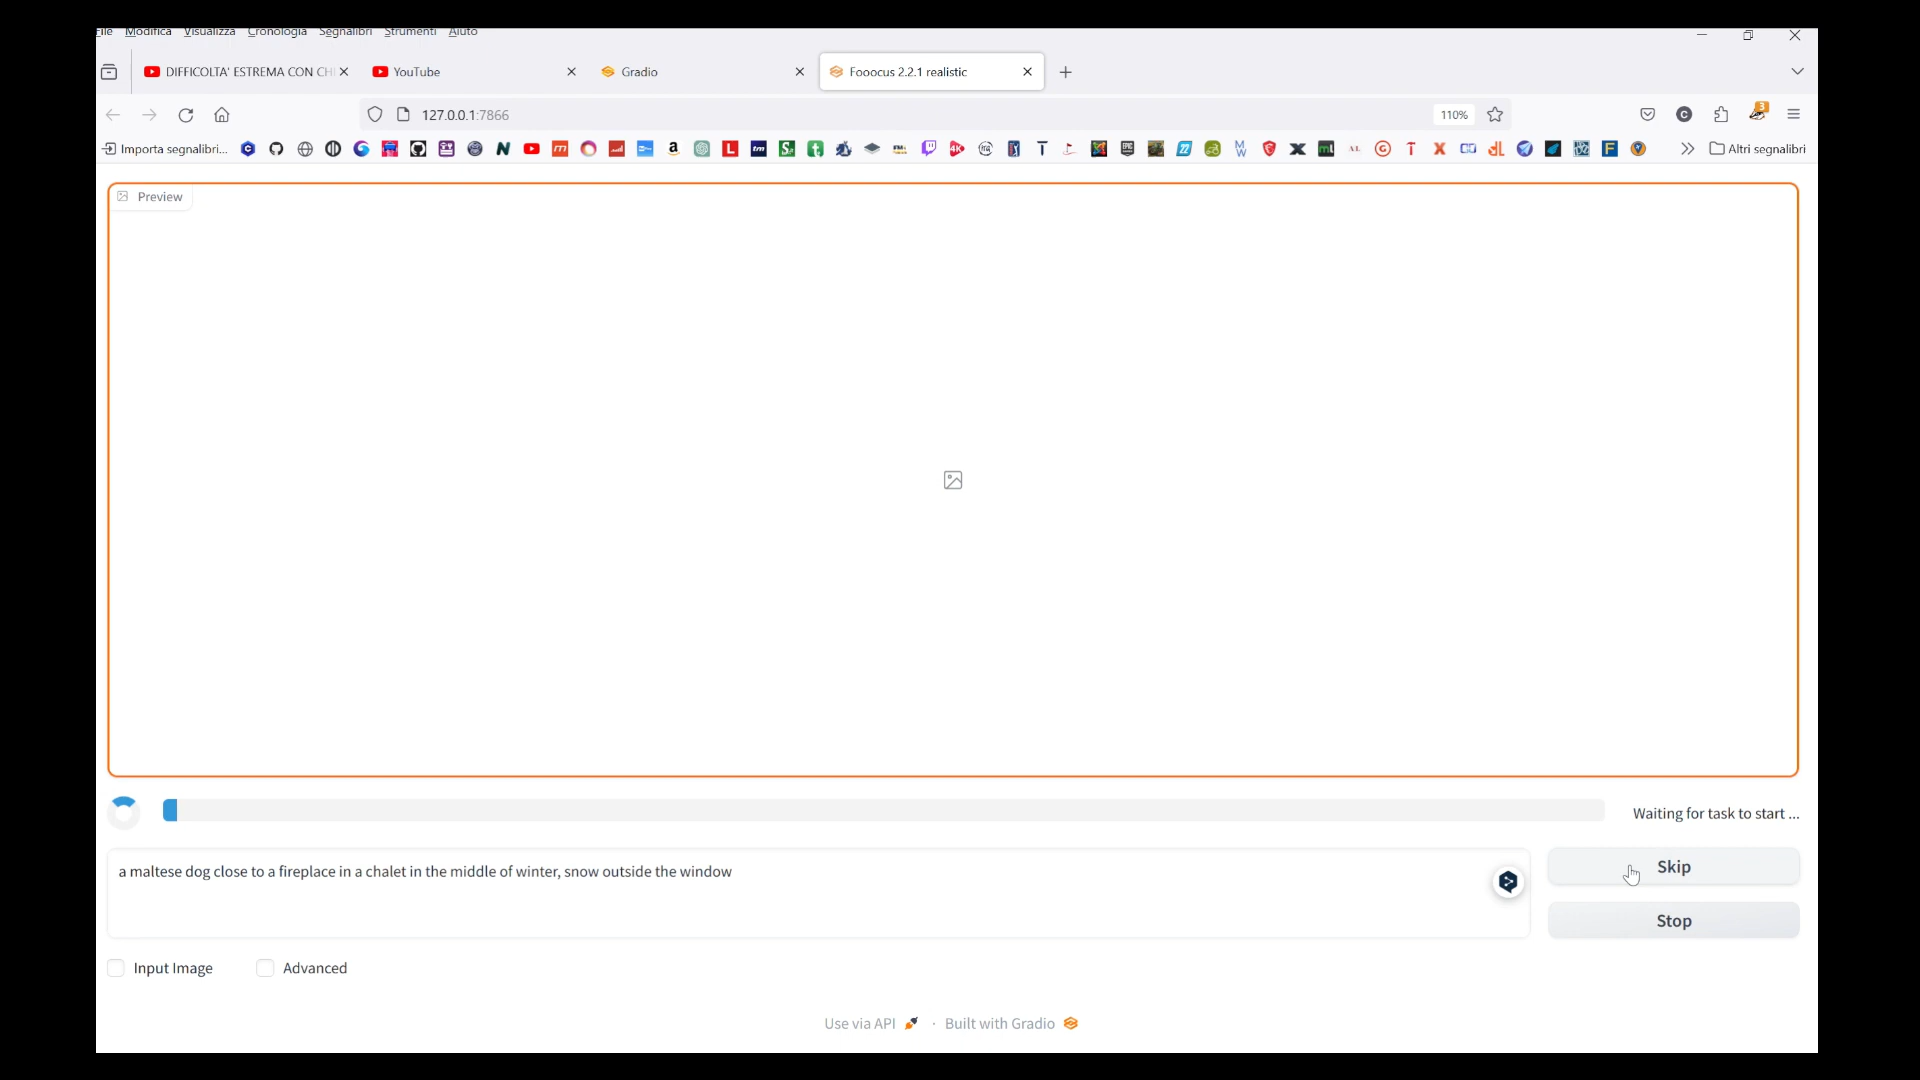 File Modifica Visualizza Cronologia Segnalibri Strumenti Aiuto
DIFFICOLTA' ESTREMA CON CHI
YouTube
Gradio
Fooocus 2.2.1 realistic
127.0.0.1:7866
110%
C
3
Importa segnalibri...
Altri segnalibri
Preview
Waiting for task to start ...
a maltese dog close to a fireplace in a chalet in the middle of winter, snow outside the window
Skip
Stop
Input Image
Advanced
Use via API · Built with Gradio